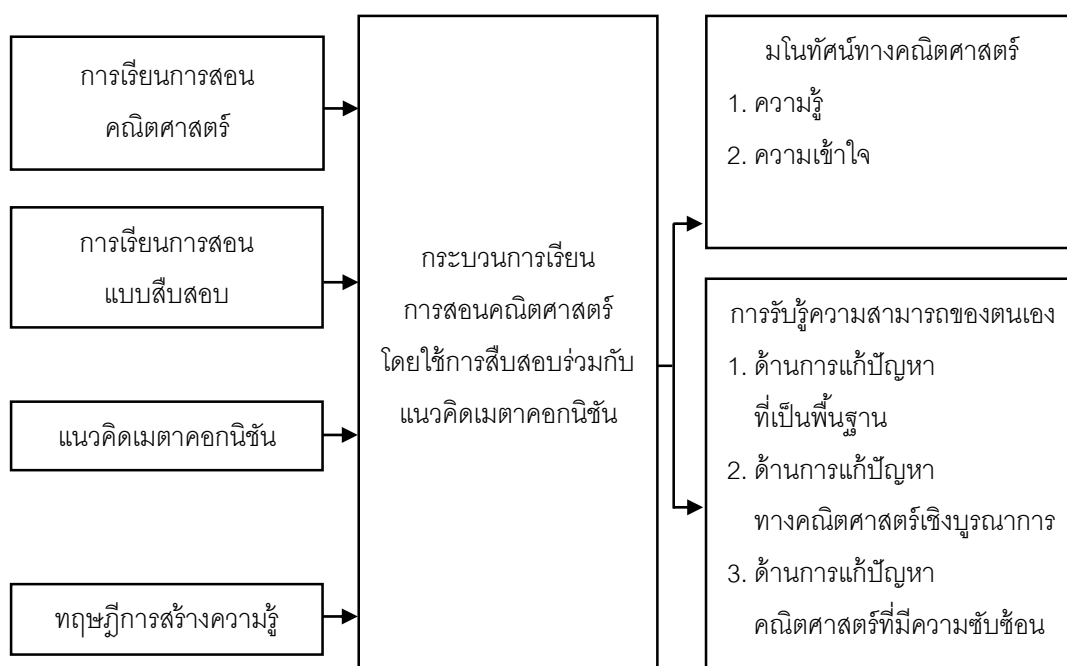 การเรียนการสอน
คณิตศาสตร์
การเรียนการสอน
แบบสืบสอบ
แนวคิดเมตาคอกนิชัน
ทฤษฎีการสร้างความรู้
กระบวนการเรียน
การสอนคณิตศาสตร์
โดยใช้การสืบสอบร่วมกับ
แนวคิดเมตาคอกนิชัน
มโนทัศน์ทางคณิตศาสตร์
1. ความรู้
2. ความเข้าใจ
การรับรู้ความสามารถของตนเอง
1. ด้านการแก้ปัญหา
ที่เป็นพื้นฐาน
2. ด้านการแก้ปัญหา
ทางคณิตศาสตร์เชิงบูรณาการ
3. ด้านการแก้ปัญหา
คณิตศาสตร์ที่มีความซับซ้อน